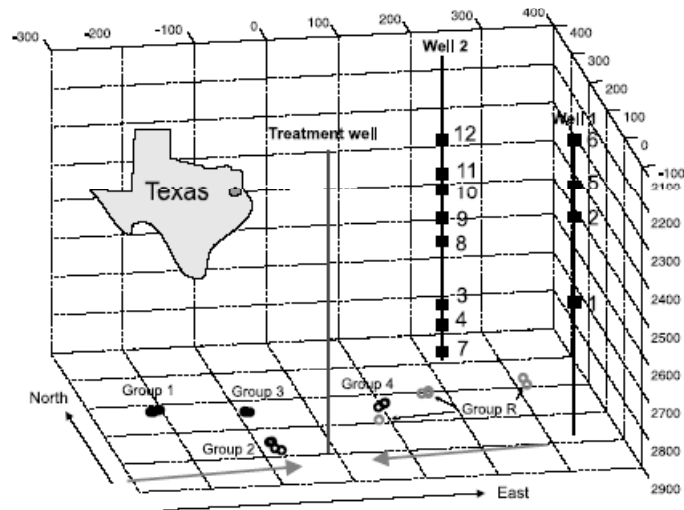 -300 -200 -100 0 100 200 300 400
400
300
200
100
0
-100
2100
2200
2300
2400
2500
2600
2700
2800
2900
Well 2
Well 1
Treatment well
Texas
12
11
10
9
8
3
4
7
6
5
2
1
Group 1
Group 3
Group 4
Group 2
Group R
North
East